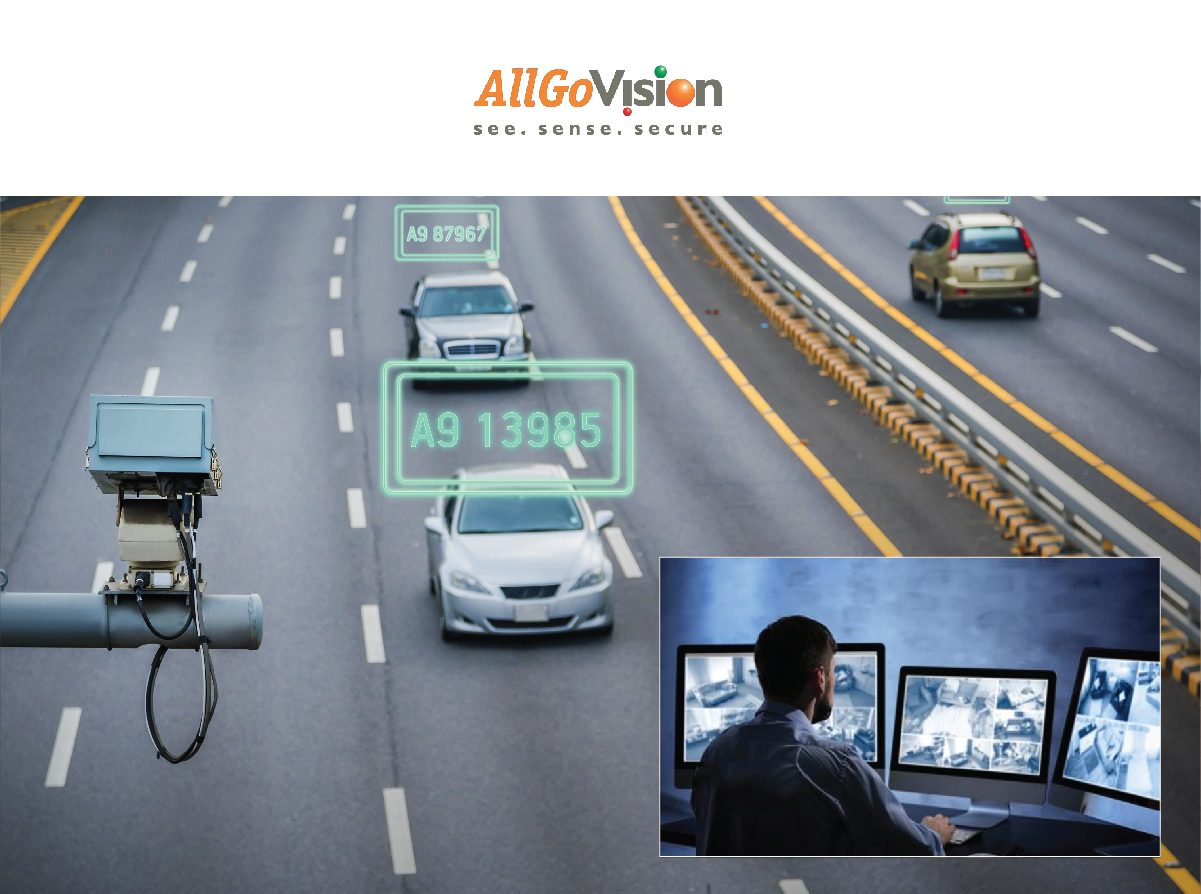 AllGoVision
see. sense. secure
A9 87967
A9 13985